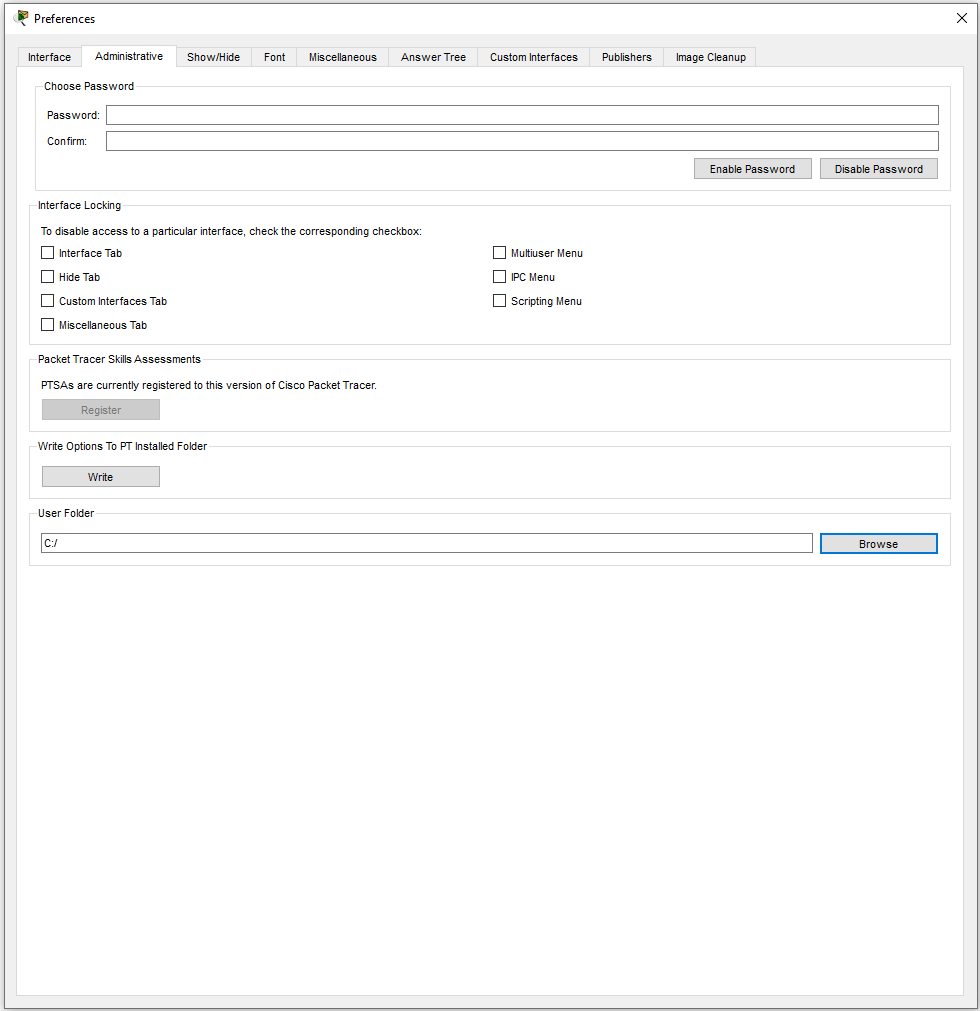 Preferences
Interface Administrative Show/Hide Font Miscellaneous Answer Tree Custom Interfaces Publishers Image Cleanup
Choose Password
Password:
Confirm:
Enable Password Disable Password
Interface Locking
To disable access to a particular interface, check the corresponding checkbox:
Interface Tab Multiuser Menu
Hide Tab IPC Menu
Custom Interfaces Tab Scripting Menu
Miscellaneous Tab
Packet Tracer Skills Assessments
PTSAs are currently registered to this version of Cisco Packet Tracer.
Register
Write Options To PT Installed Folder
Write
User Folder
C:/ Browse